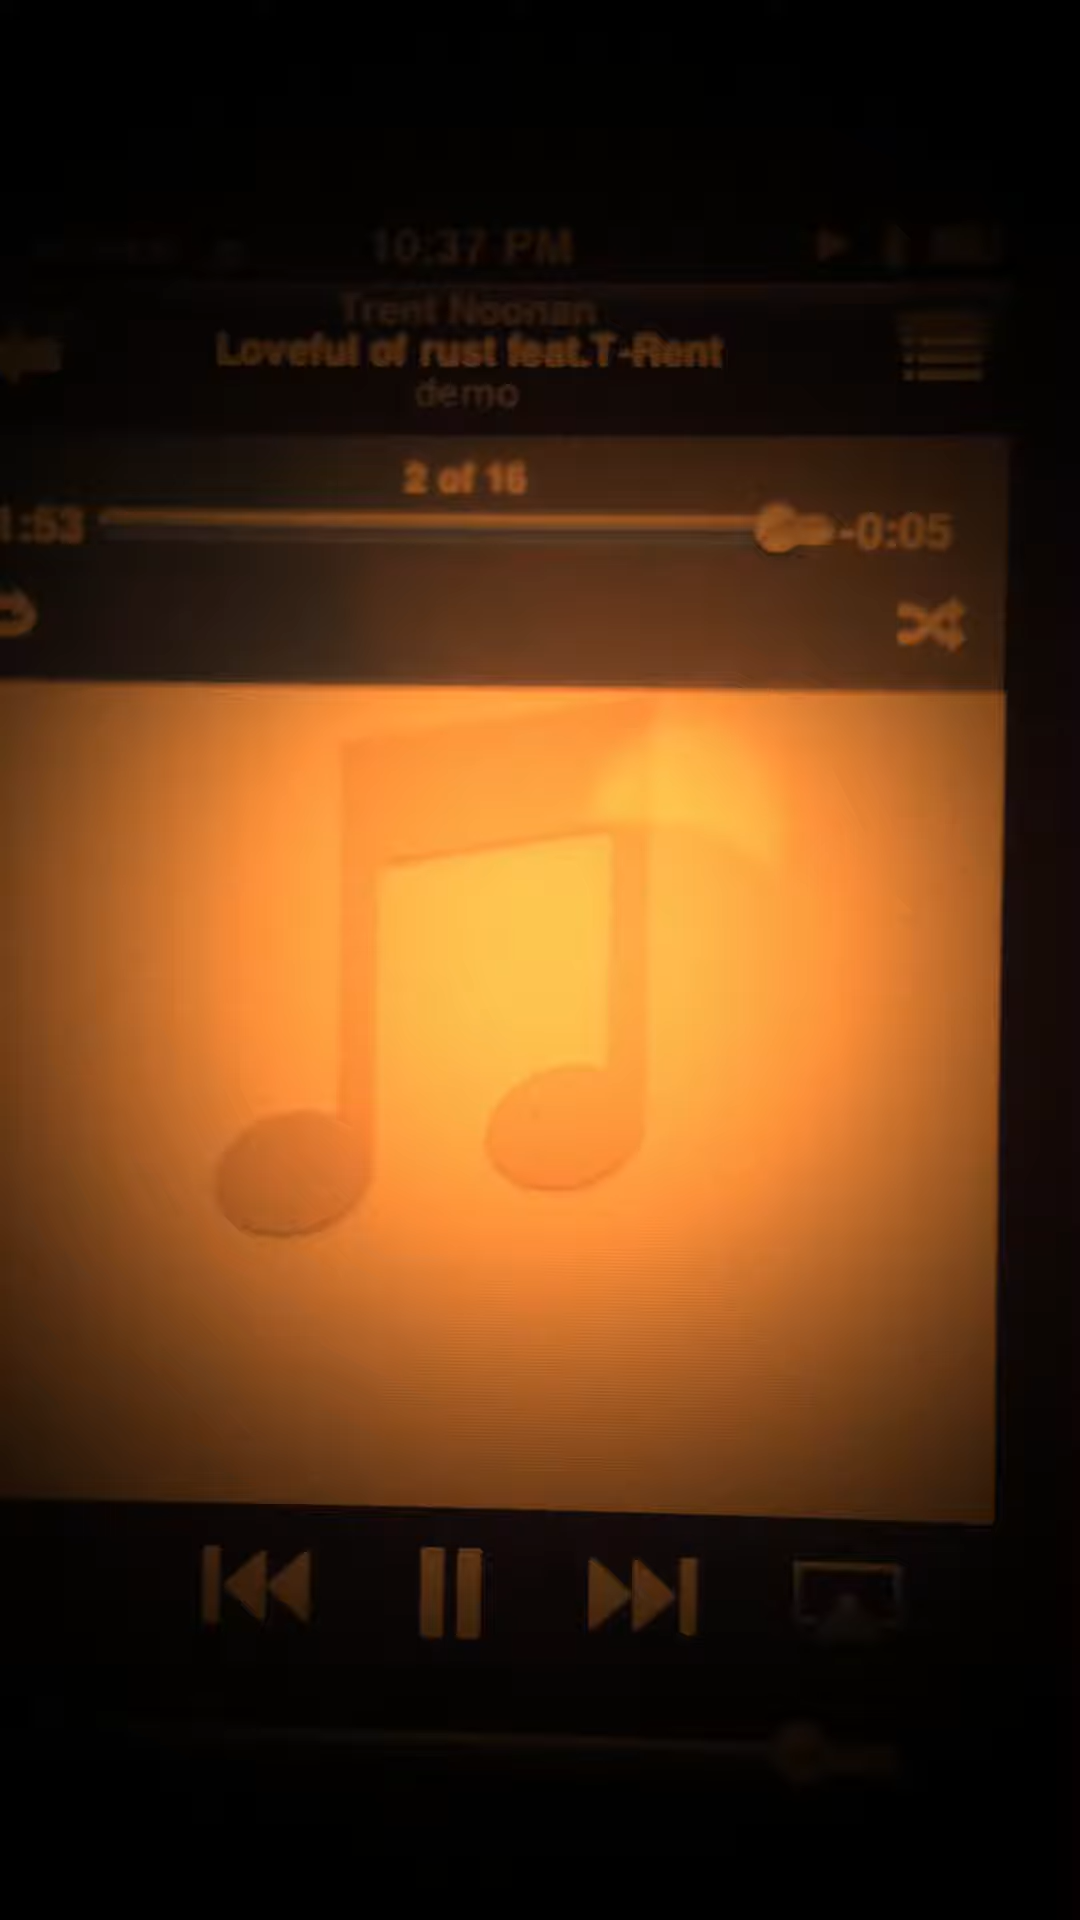 10:37 PM
Trent Noonan
Loveful of rust feat.T-Rent
demo
2 of 16
1:53
-0:05